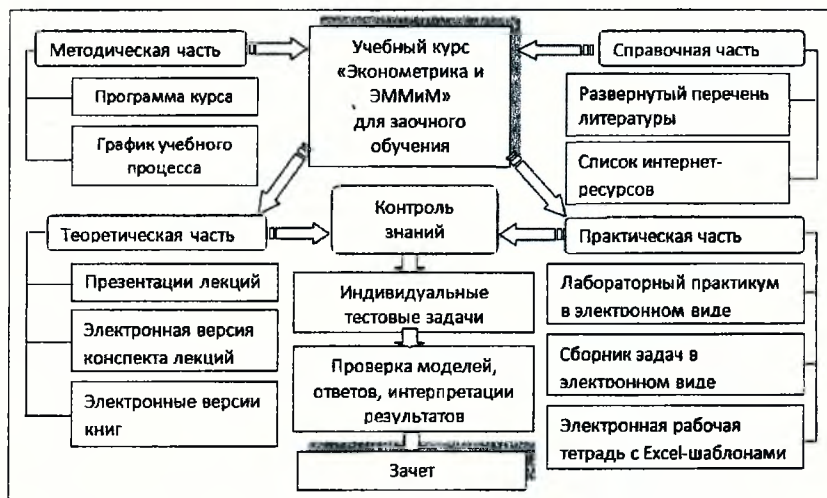 Методическая часть
Программа курса
График учебного
процесса
Учебный курс
«Эконометрика и
ЭММиМ»
для заочного
обучения
Справочная часть
Развернутый перечень
литературы
Список интернет-
ресурсов
Теоретическая часть
Презентации лекций
Электронная версия
конспекта лекций
Электронные версии
книг
Контроль
знаний
Индивидуальные
тестовые задачи
Проверка моделей,
ответов, интерпретации
результатов
Зачет
Практическая часть
Лабораторный практикум
в электронном виде
Сборник задач в
электронном виде
Электронная рабочая
тетрадь с Excel-шаблонами